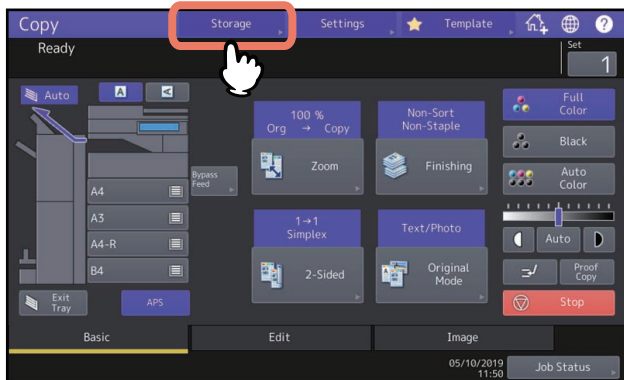 Copy
Storage
Settings
Template
?
Ready
Set
1
Auto
A
A
100 %
Org → Copy
Zoom
Non-Sort
Non-Staple
Finishing
Full
Color
Black
Auto
Color
Bypass
Feed
A4
A3
A4-R
B4
1→1
Simplex
2-Sided
Text/Photo
Original
Mode
Auto
Proof
Copy
Exit
Tray
APS
Stop
Basic
Edit
Image
05/10/2019
11:50
Job Status